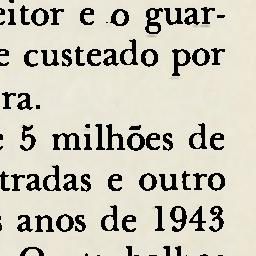 eitor e o guar-
e custeado por
ra.
e 5 milhões de
tradas e outro
s anos de 1943